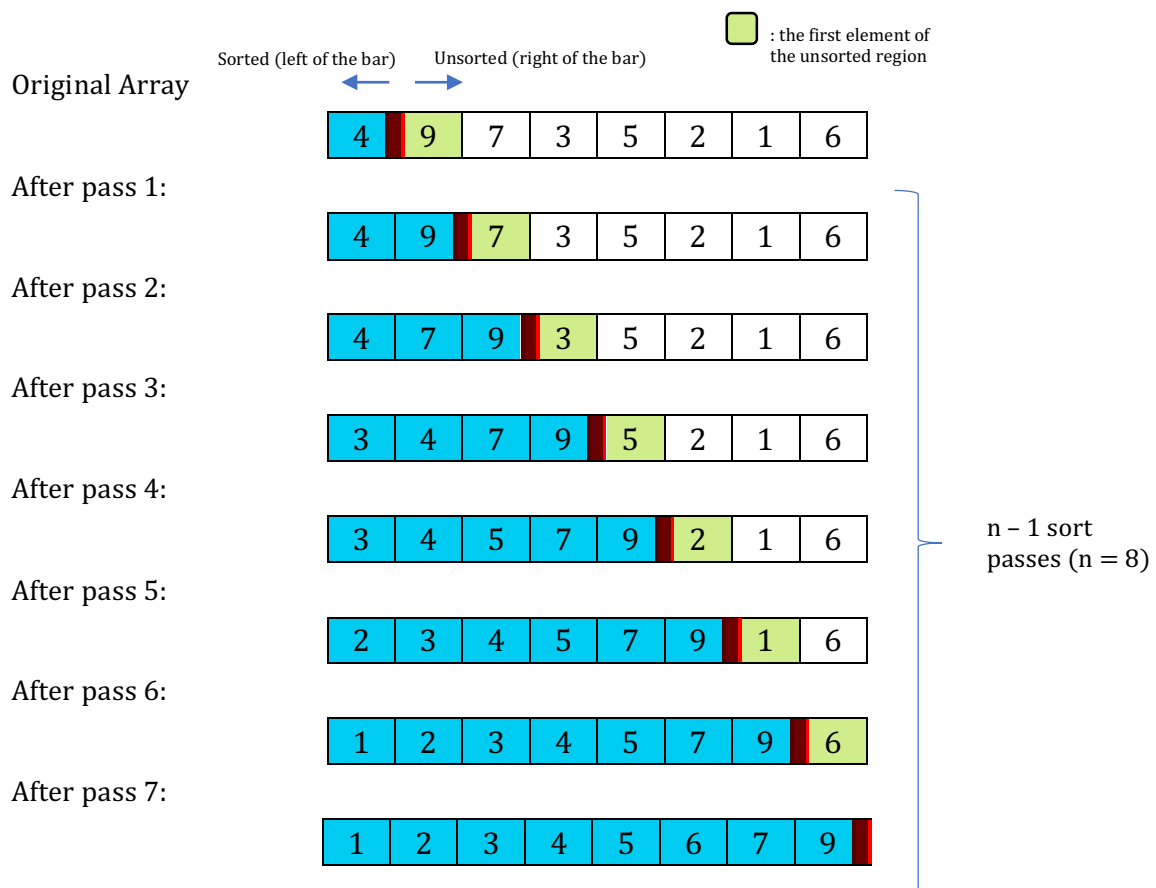 : the first element of
the unsorted region
Sorted (left of the bar) Unsorted (right of the bar)
Original Array
4 9 7 3 5 2 1 6
After pass 1:
4 9 7 3 5 2 1 6
After pass 2:
4 7 9 3 5 2 1 6
After pass 3:
3 4 7 9 5 2 1 6
After pass 4:
3 4 5 7 9 2 1 6
n – 1 sort
passes (n = 8)
After pass 5:
2 3 4 5 7 9 1 6
After pass 6:
1 2 3 4 5 7 9 6
After pass 7:
1 2 3 4 5 6 7 9